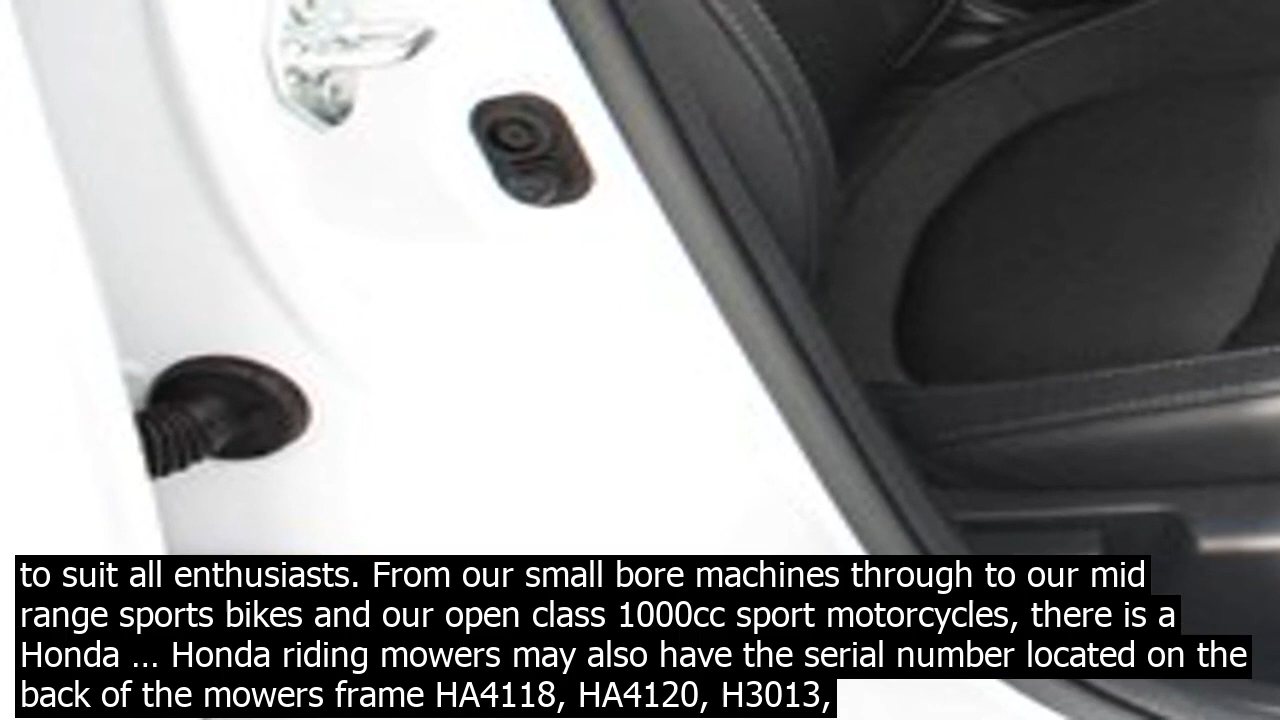 to suit all enthusiasts. From our small bore machines through to our mid
range sports bikes and our open class 1000cc sport motorcycles, there is a
Honda ... Honda riding mowers may also have the serial number located on the
back of the mowers frame HA4118, HA4120, H3013,